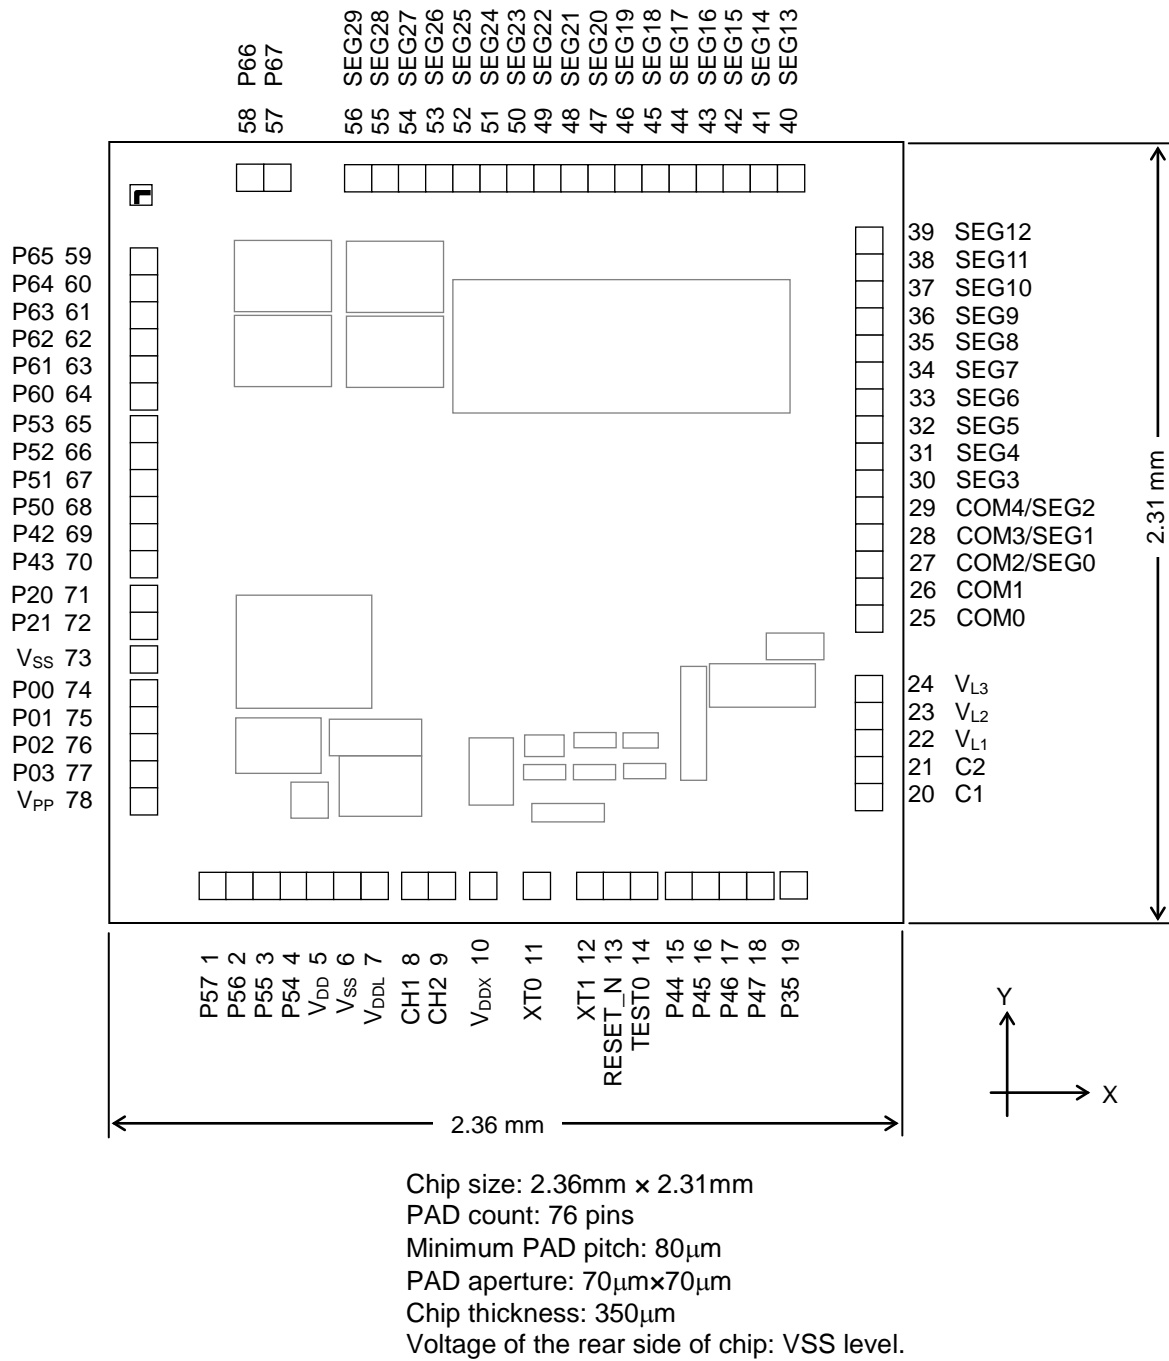 58 P66
57 P67
56 SEG29
55 SEG28
54 SEG27
53 SEG26
52 SEG25
51 SEG24
50 SEG23
49 SEG22
48 SEG21
47 SEG20
46 SEG19
45 SEG18
44 SEG17
43 SEG16
42 SEG15
41 SEG14
40 SEG13
P65 59
P64 60
P63 61
P62 62
P61 63
P60 64
P53 65
P52 66
P51 67
P50 68
P42 69
P43 70
P20 71
P21 72
VSS 73
P00 74
P01 75
P02 76
P03 77
VPP 78
39 SEG12
38 SEG11
37 SEG10
36 SEG9
35 SEG8
34 SEG7
33 SEG6
32 SEG5
31 SEG4
30 SEG3
29 COM4/SEG2
28 COM3/SEG1
27 COM2/SEG0
26 COM1
25 COM0
24 VL3
23 VL2
22 VL1
21 C2
20 C1
2.31 mm
P57 1
P56 2
P55 3
P54 4
VDD 5
VSS 6
VDDL 7
CH1 8
CH2 9
VDDX 10
XT0 11
XT1 12
RESET_N 13
TEST0 14
P44 15
P45 16
P46 17
P47 18
P35 19
Y
X
2.36 mm
Chip size: 2.36mm × 2.31mm
PAD count: 76 pins
Minimum PAD pitch: 80μm
PAD aperture: 70μm×70μm
Chip thickness: 350μm
Voltage of the rear side of chip: VSS level.